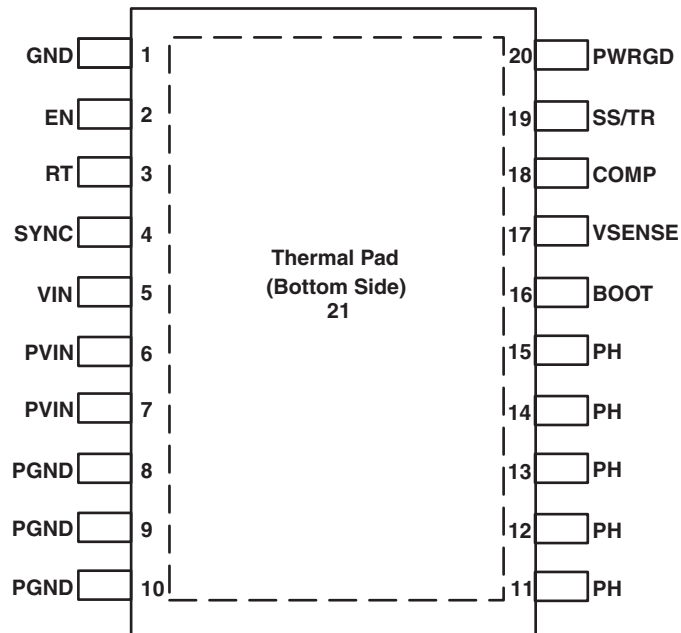 GND 1 20 PWRGD
EN 2 19 SS/TR
RT 3 18 COMP
SYNC 4 17 VSENSE
Thermal Pad
(Bottom Side)
21
VIN 5 16 BOOT
PVIN 6 15 PH
PVIN 7 14 PH
PGND 8 13 PH
PGND 9 12 PH
PGND 10 11 PH